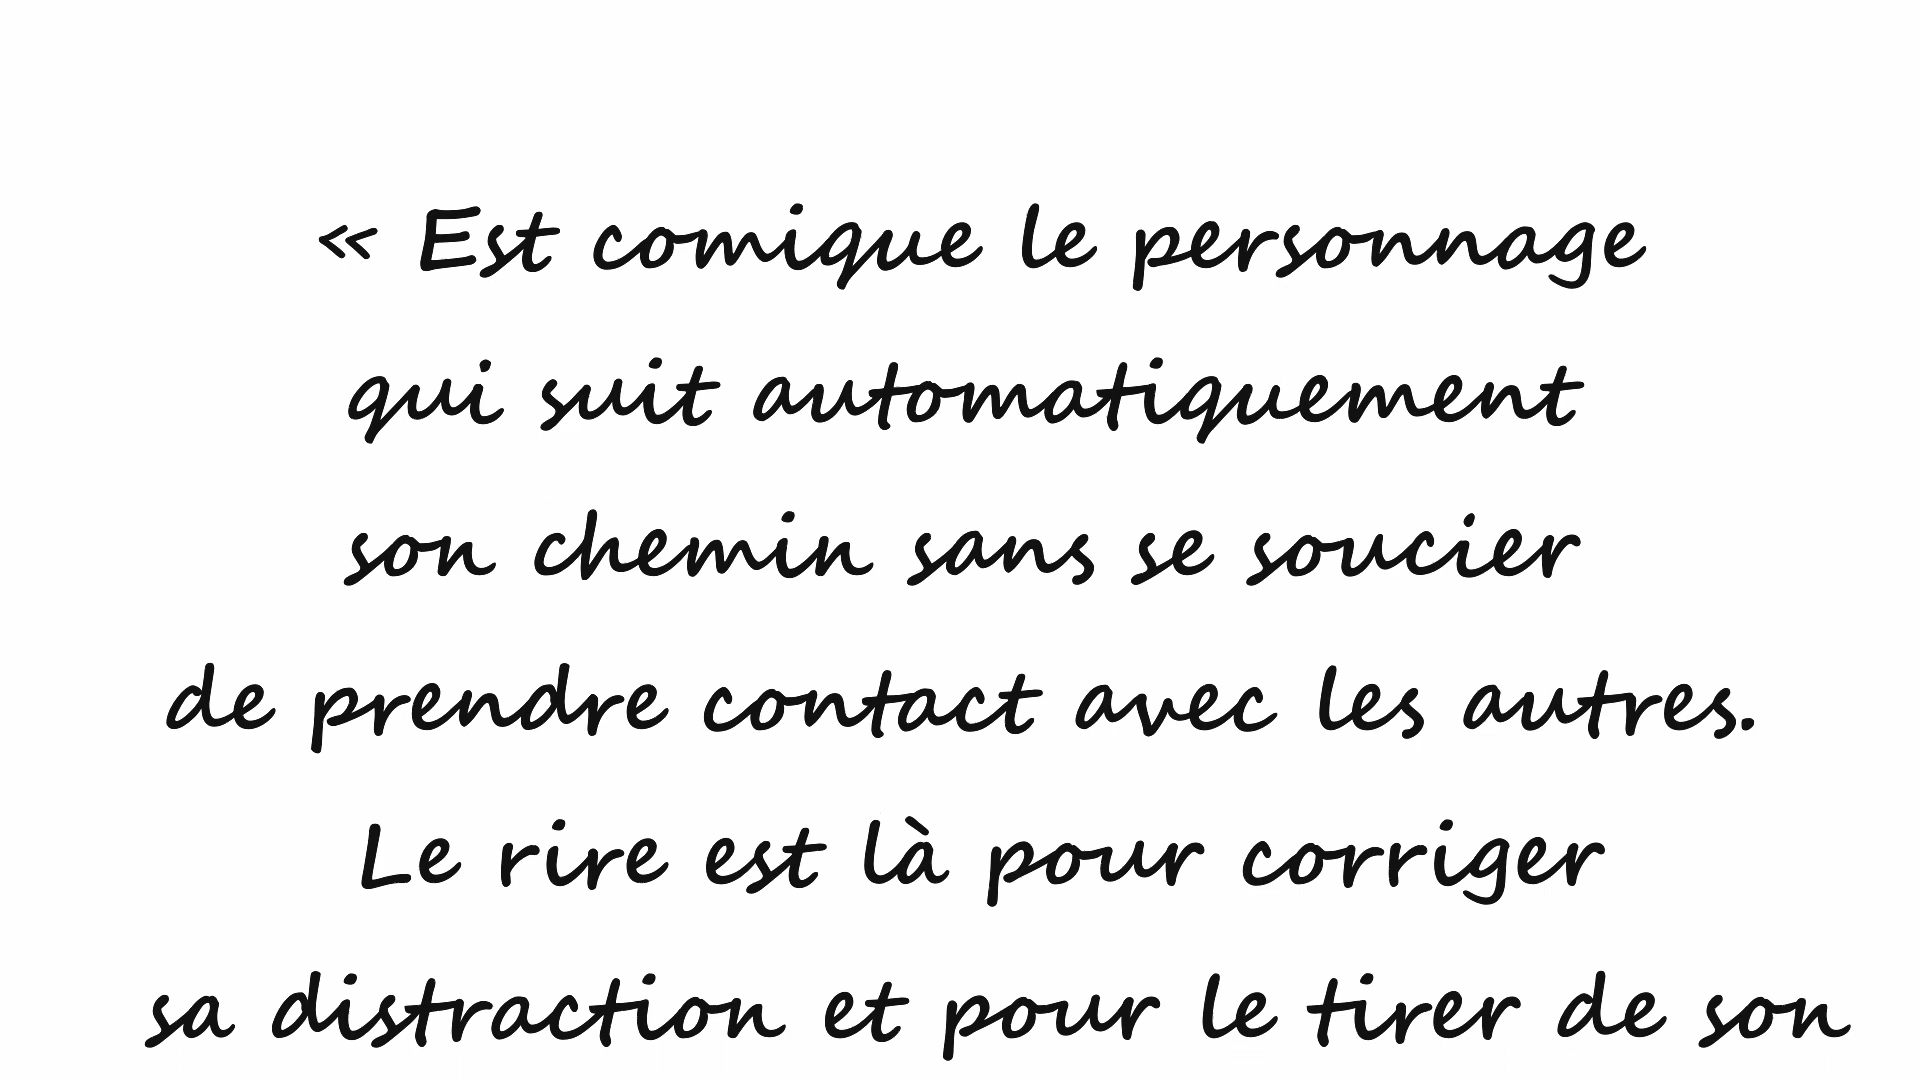 « Est comique le personnage
qui suit automatiquement
son chemin sans se soucier
de prendre contact avec les autres.
Le rire est là pour corriger
sa distraction et pour le tirer de son